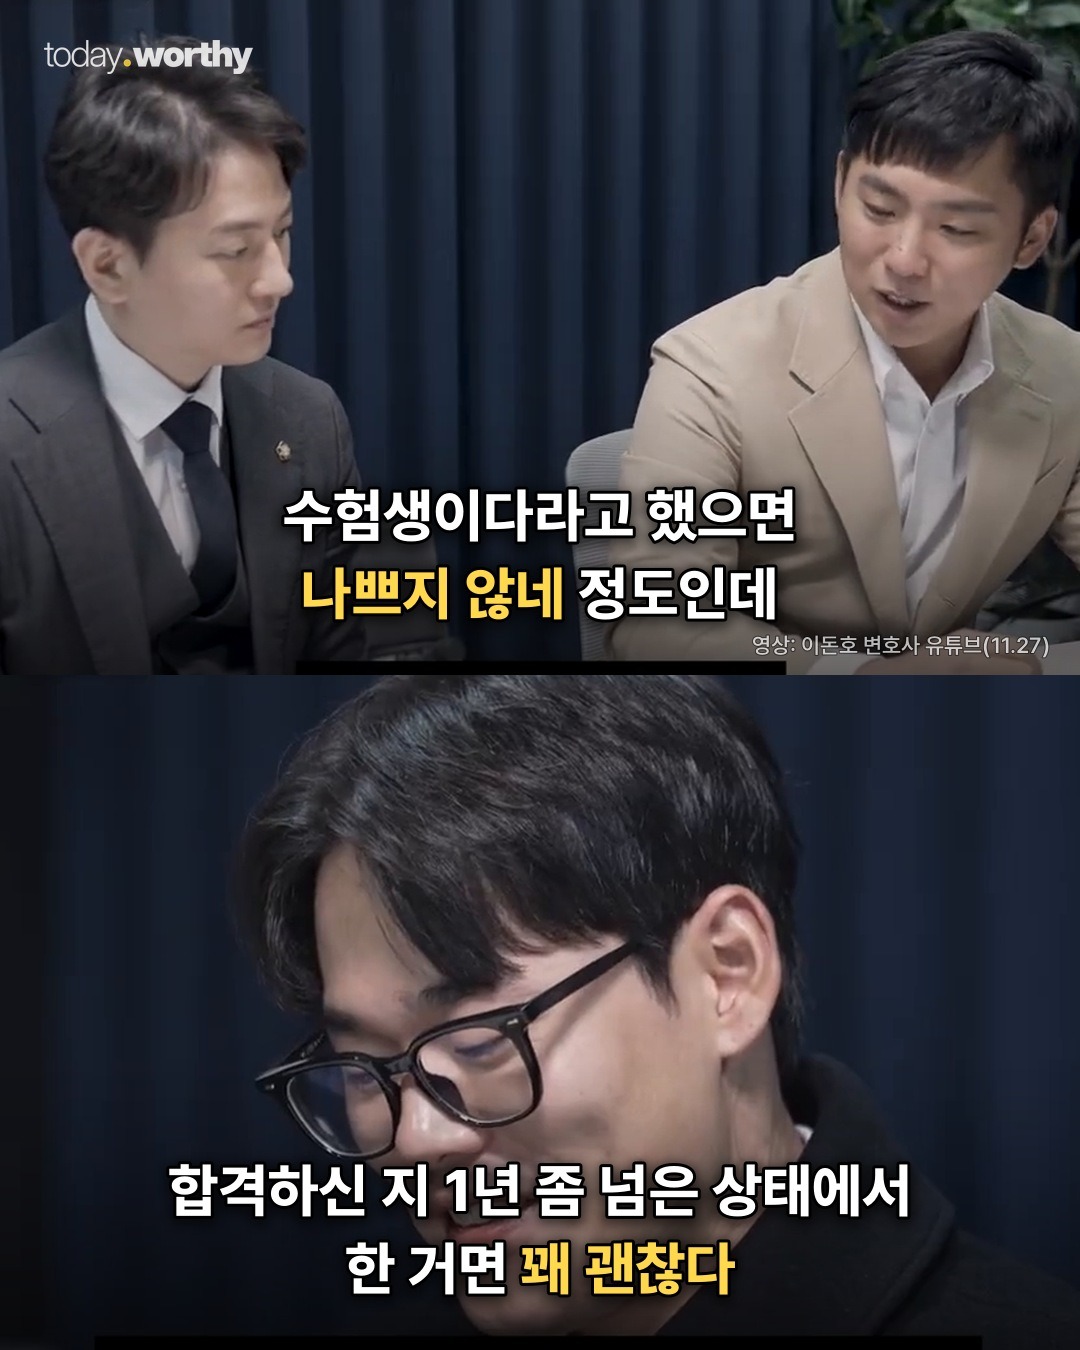 today.worthy
수험생이다라고 했으면
나쁘지 않네 정도인데
영상: 이돈호 변호사 유튜브(11.27)
합격하신 지 1년 좀 넘은 상태에서
한 거면 꽤 괜찮다